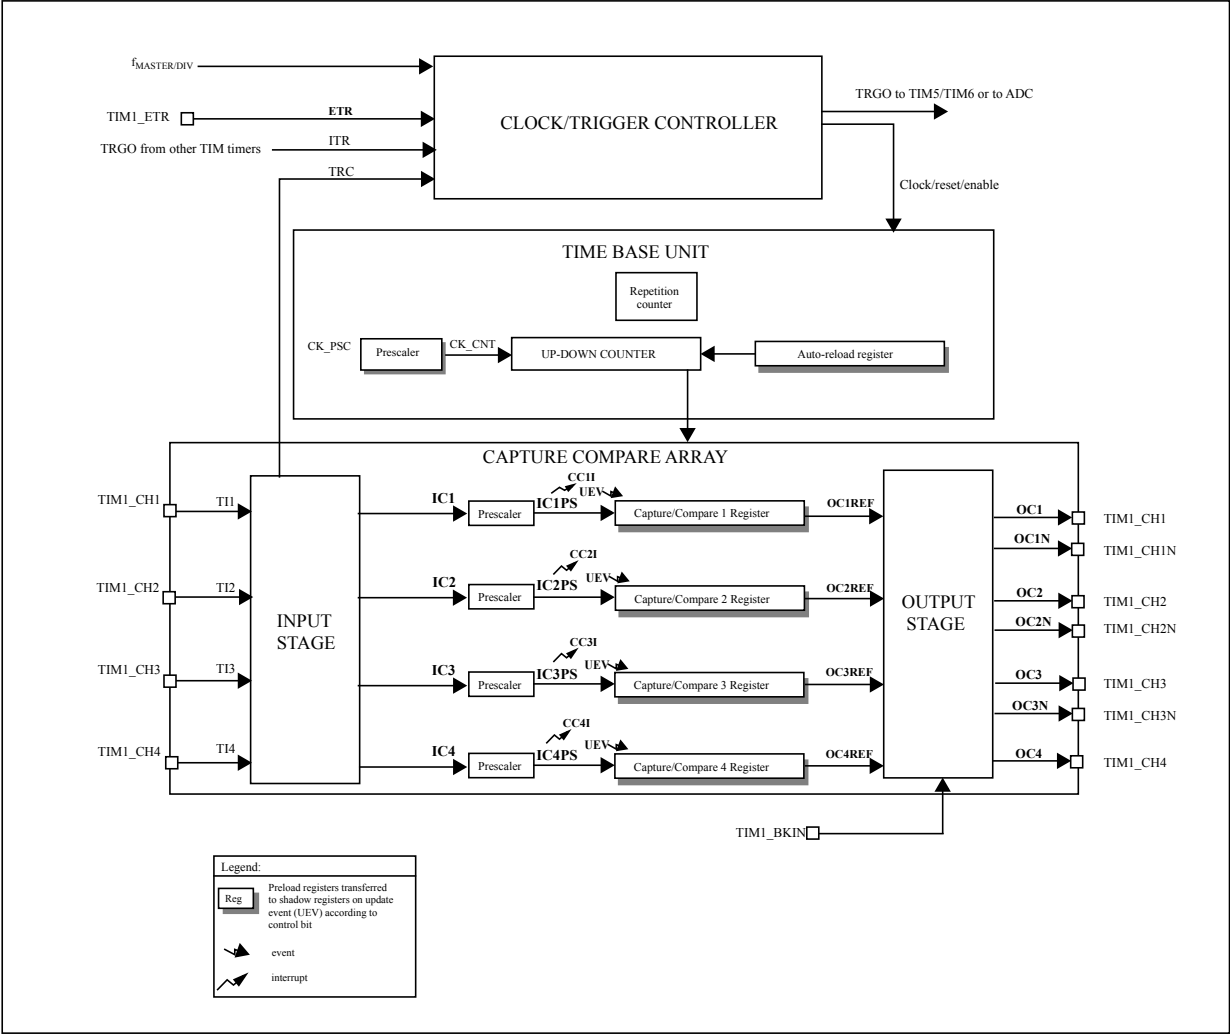 fMASTER/DIV
TIM1_ETR
ETR
TRGO from other TIM timers
ITR
TRC
CLOCK/TRIGGER CONTROLLER
TRGO to TIM5/TIM6 or to ADC
Clock/reset/enable
TIME BASE UNIT
Repetition
counter
CK_PSC
Prescaler
CK_CNT
UP-DOWN COUNTER
Auto-reload register
CAPTURE COMPARE ARRAY
TIM1_CH1
TI1
TIM1_CH2
TI2
TIM1_CH3
TI3
TIM1_CH4
TI4
INPUT
STAGE
IC1
Prescaler
CC1I
UEV
IC1PS
Capture/Compare 1 Register
OC1REF
IC2
Prescaler
CC2I
UEV
IC2PS
Capture/Compare 2 Register
OC2REF
IC3
Prescaler
CC3I
UEV
IC3PS
Capture/Compare 3 Register
OC3REF
IC4
Prescaler
CC4I
UEV
IC4PS
Capture/Compare 4 Register
OC4REF
OUTPUT
STAGE
OC1
TIM1_CH1
OC1N
TIM1_CH1N
OC2
TIM1_CH2
OC2N
TIM1_CH2N
OC3
TIM1_CH3
OC3N
TIM1_CH3N
OC4
TIM1_CH4
TIM1_BKIN
Legend:
Reg
Preload registers transferred
to shadow registers on update
event (UEV) according to
control bit
event
interrupt